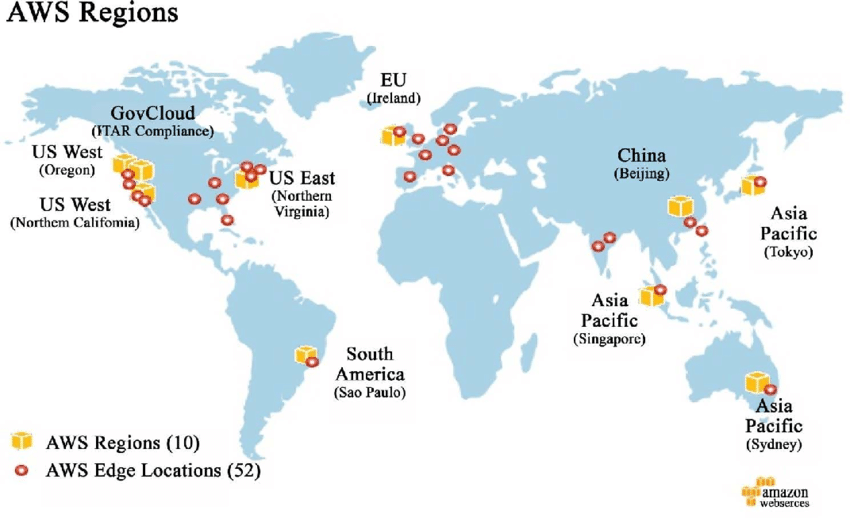 AWS Regions
EU
(Ireland)
GovCloud
(ITAR Compliance)
US West
(Oregon)
US West
(Northem Califomia)
US East
(Northern
Virginia)
China
(Beijing)
Asia
Pacific
(Tokyo)
Asia
Pacific
(Singapore)
South
America
(Sao Paulo)
Asia
Pacific
(Sydney)
AWS Regions (10)
AWS Edge Locations (52)
amazon
webserces